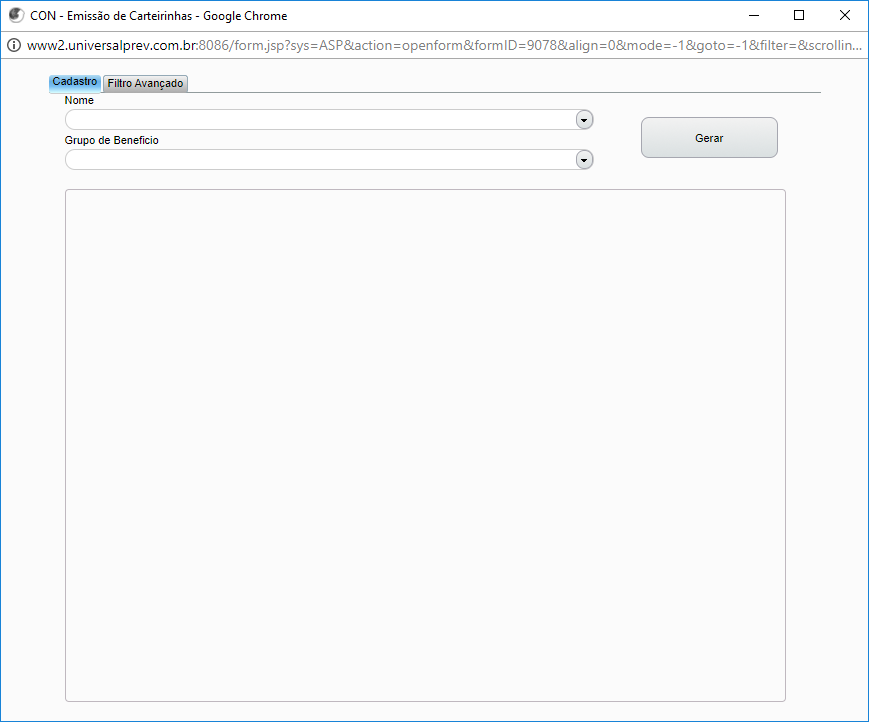 CON - Emissão de Carteirinhas - Google Chrome
www2.universalprev.com.br:8086/form.jsp?sys=ASP&action=openform&formID=9078&align=0&mode=-1&goto=-1&filter=&scrollin...
Cadastro Filtro Avançado
Nome
Grupo de Beneficio
Gerar